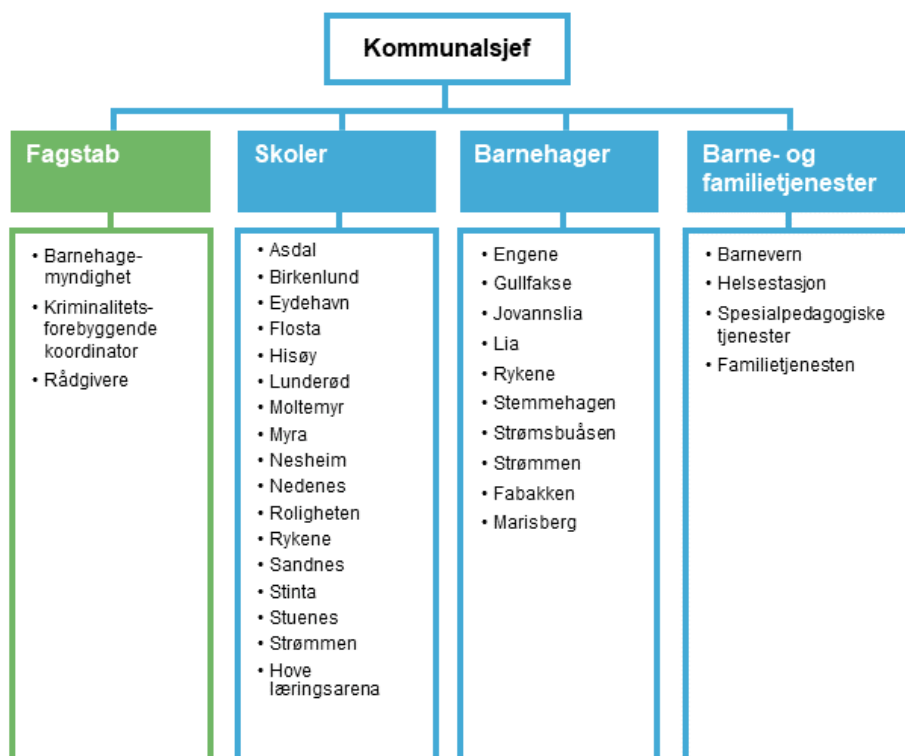 Kommunalsjef
Fagstab
• Barnehage-
myndighet
• Kriminalitets-
forebyggende
koordinator
• Rådgivere
Skoler
• Asdal
• Birkenlund
• Eydehavn
• Flosta
• Hisøy
• Lunderød
• Moltemyr
• Myra
• Nesheim
• Nedenes
• Roligheten
• Rykene
• Sandnes
• Stinta
• Stuenes
• Strømmen
• Hove
læringsarena
Barnehager
• Engene
• Gullfakse
• Jovannslia
• Lia
• Rykene
• Stemmehagen
• Strømsbuåsen
• Strømmen
• Fabakken
• Marisberg
Barne- og
familietjenester
• Barnevern
• Helsestasjon
• Spesialpedagogiske
tjenester
• Familietjenesten